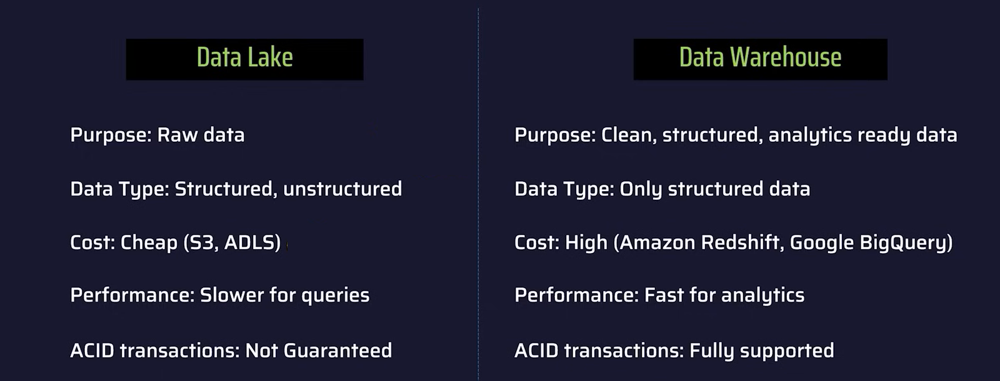 Data Lake
Purpose: Raw data
Data Type: Structured, unstructured
Cost: Cheap (S3, ADLS)
Performance: Slower for queries
ACID transactions: Not Guaranteed
Data Warehouse
Purpose: Clean, structured, analytics ready data
Data Type: Only structured data
Cost: High (Amazon Redshift, Google BigQuery)
Performance: Fast for analytics
ACID transactions: Fully supported